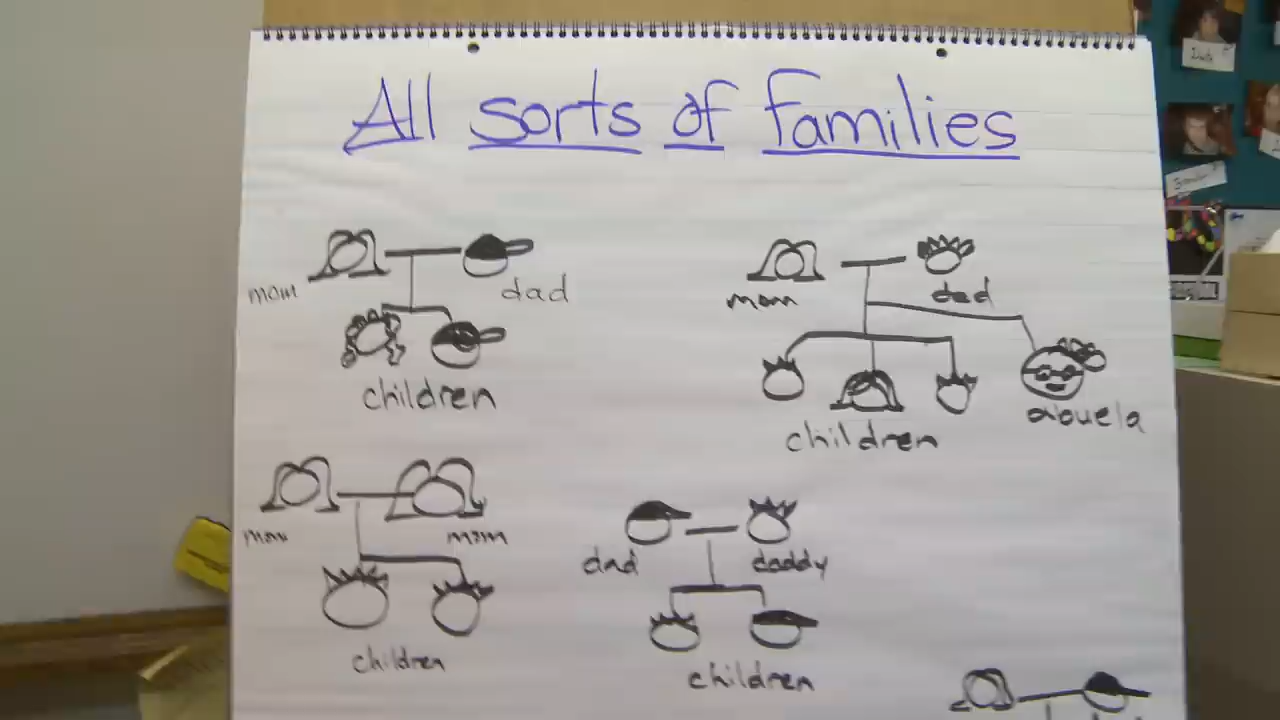 All sorts of families
mom
dad
children
mom
dad
children
abuela
mom
mom
children
dad
daddy
children